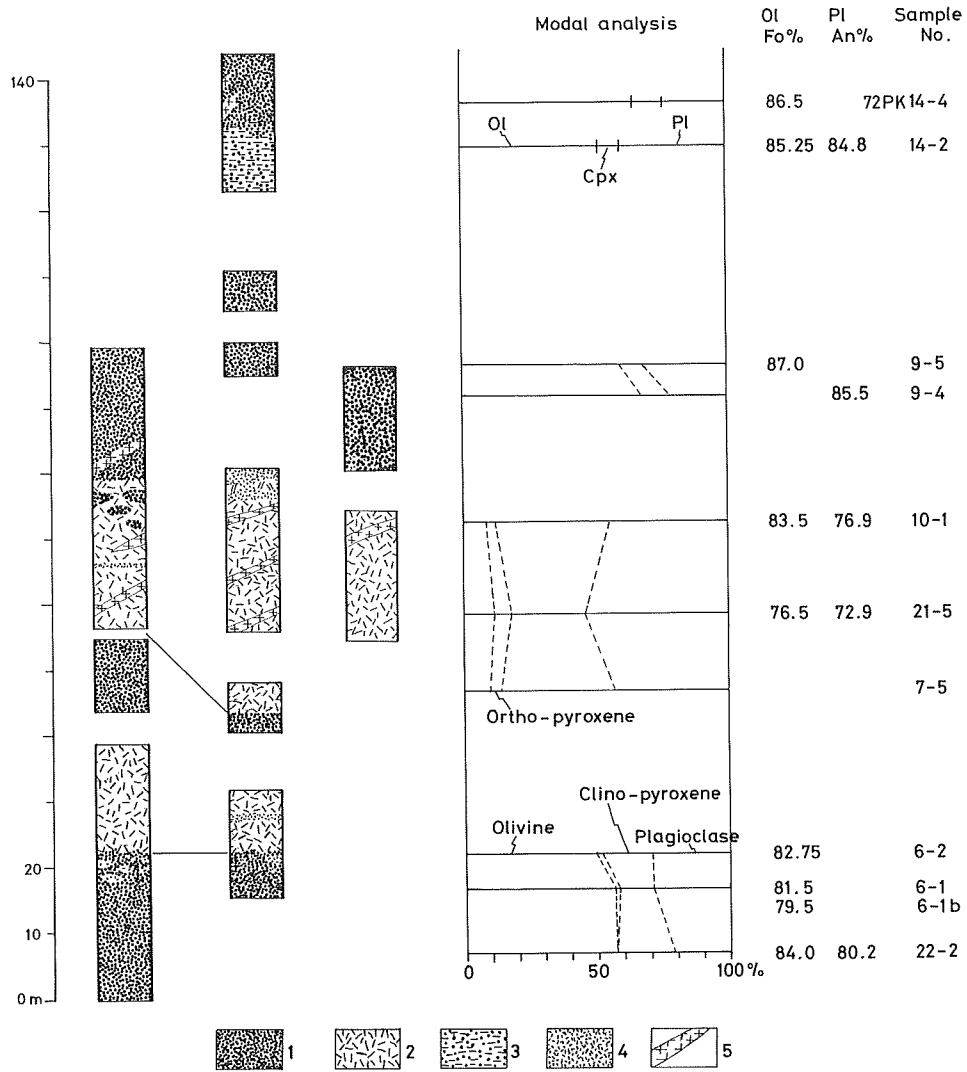 Modal analysis
Ol Pl Sample
Fo% An% No.
140
86.5 72PK 14-4
Ol Pl
85.25 84.8 14-2
Cpx
87.0 9-5
85.5 9-4
83.5 76.9 10-1
76.5 72.9 21-5
7-5
Ortho-pyroxene
Clino-pyroxene
Olivine Plagioclase
82.75 6-2
20
81.5 6-1
79.5 6-1b
10
84.0 80.2 22-2
0 50 100%
0m
1 2 3 4 5